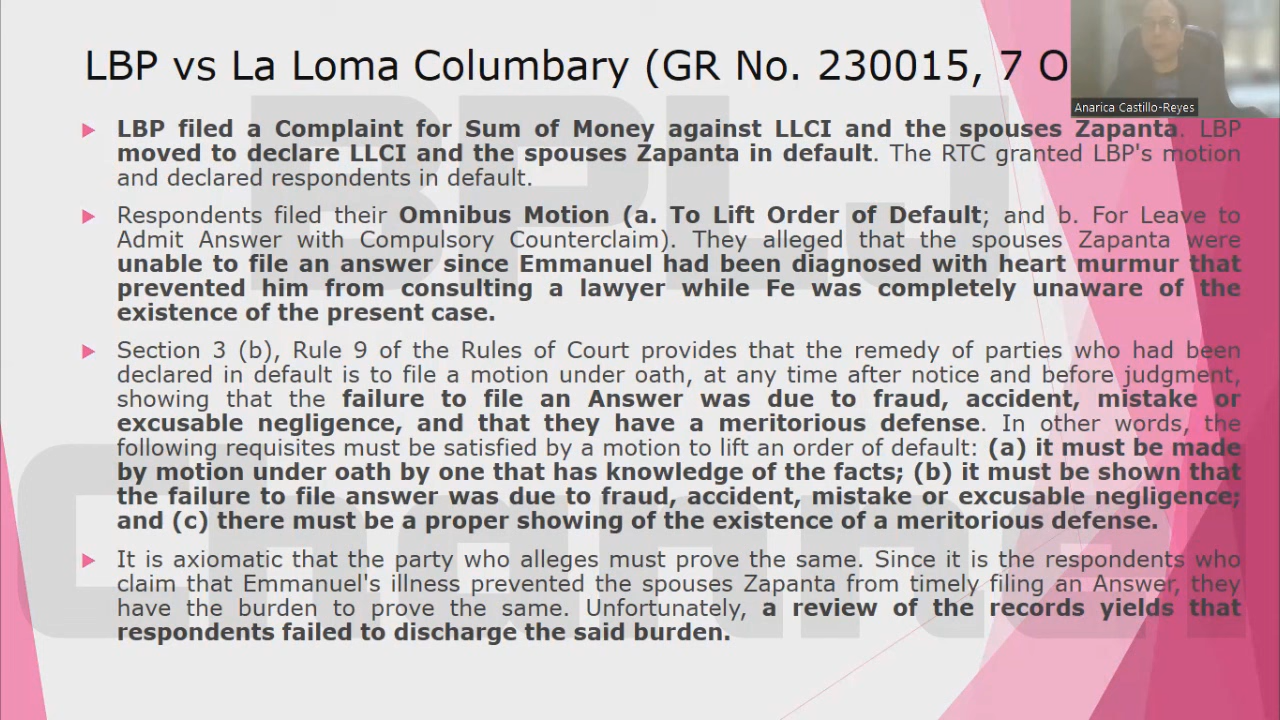 LBP vs La Loma Columbary (GR No. 230015, 7 O
Anarica Castillo-Reyes
LBP filed a Complaint for Sum of Money against LLCI and the spouses Zapanta. LBP
moved to declare LLCI and the spouses Zapanta in default. The RTC granted LBP's motion
and declared respondents in default.
Respondents filed their Omnibus Motion (a. To Lift Order of Default; and b. For Leave to
Admit Answer with Compulsory Counterclaim). They alleged that the spouses Zapanta were
unable to file an answer since Emmanuel had been diagnosed with heart murmur that
prevented him from consulting a lawyer while Fe was completely unaware of the
existence of the present case.
Section 3 (b), Rule 9 of the Rules of Court provides that the remedy of parties who had been
declared in default is to file a motion under oath, at any time after notice and before judgment,
showing that the failure to file an Answer was due to fraud, accident, mistake or
excusable negligence, and that they have a meritorious defense. In other words, the
following requisites must be satisfied by a motion to lift an order of default: (a) it must be made
by motion under oath by one that has knowledge of the facts; (b) it must be shown that
the failure to file answer was due to fraud, accident, mistake or excusable negligence;
and (c) there must be a proper showing of the existence of a meritorious defense.
It is axiomatic that the party who alleges must prove the same. Since it is the respondents who
claim that Emmanuel's illness prevented the spouses Zapanta from timely filing an Answer, they
have the burden to prove the same. Unfortunately, a review of the records yields that
respondents failed to discharge the said burden.
BPLJ
Channel